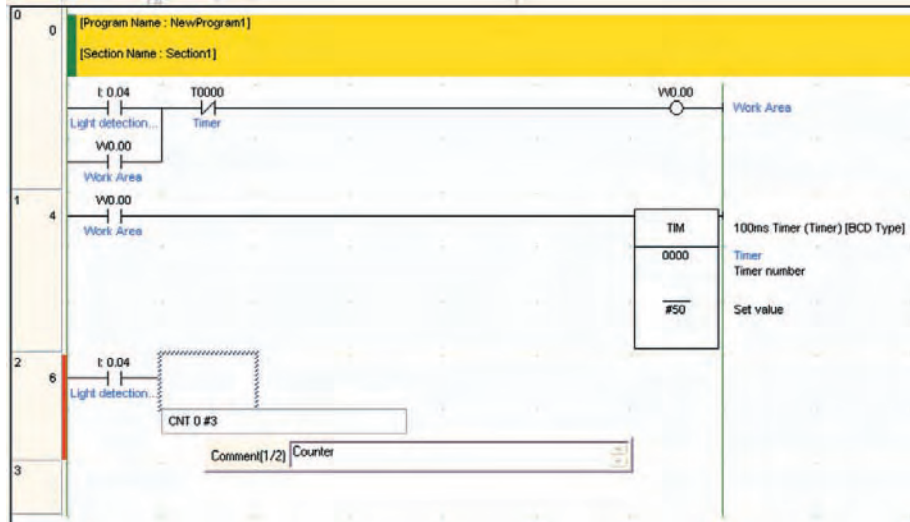 0
0
[Program Name : NewProgram1]
[Section Name : Section1]
I: 0.04
T0000
W0.00
Work Area
Light detection...
Timer
W0.00
Work Area
1
4
W0.00
Work Area
TIM
100ms Timer (Timer) [BCD Type]
0000
Timer
Timer number
#50
Set value
2
6
I: 0.04
Light detection...
CNT 0 #3
Comment(1/2)
Counter
3